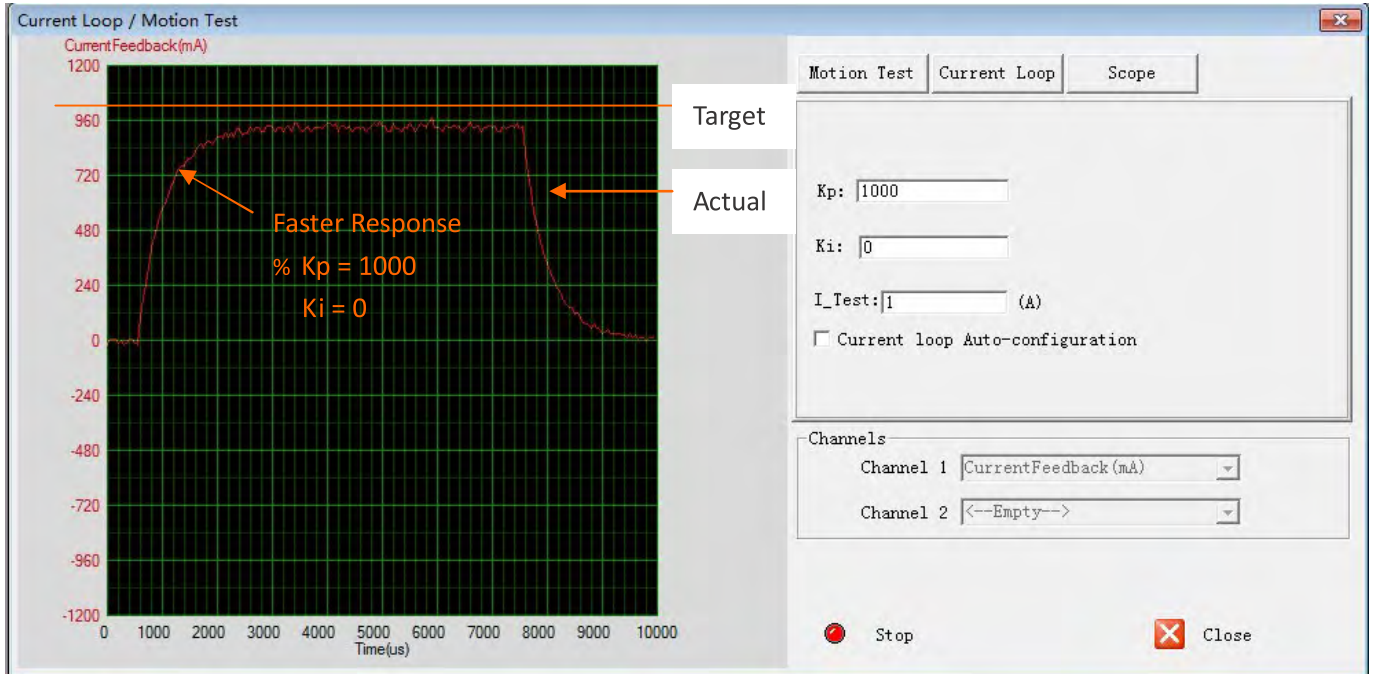 Current Loop / Motion Test
CurrentFeedback(mA)
1200
960
720
480
240
0
-240
-480
-720
-960
-1200
0 1000 2000 3000 4000 5000 6000 7000 8000 9000 10000
Time(us)
Target
Actual
Faster Response
% Kp = 1000
Ki = 0
Motion Test Current Loop Scope
Kp: 1000
Ki: 0
I_Test: 1 (A)
Current loop Auto-configuration
Channels
Channel 1 CurrentFeedback(mA)
Channel 2 <--Empty-->
Stop Close